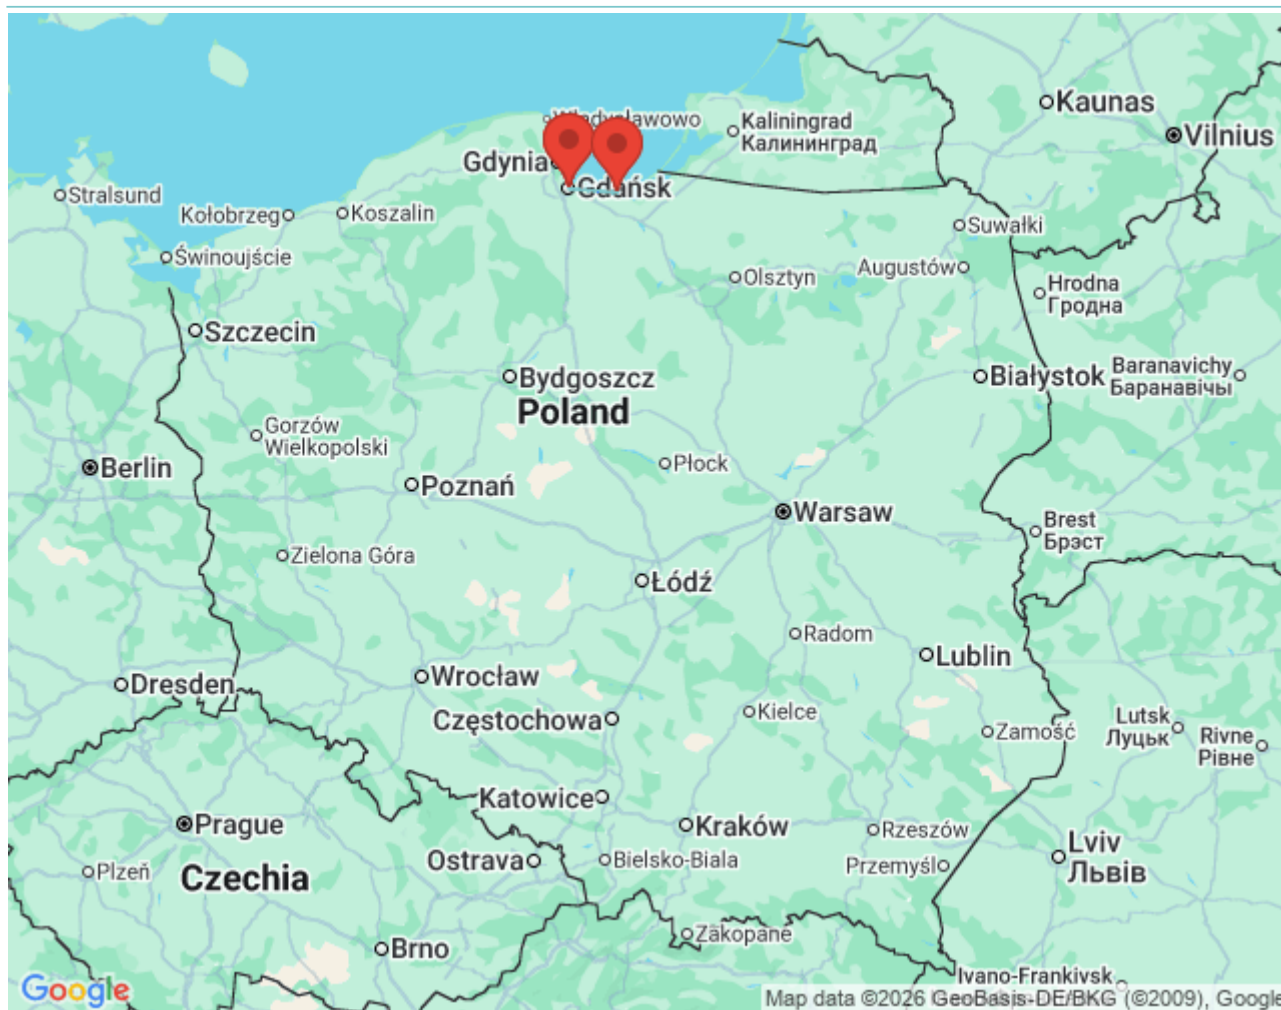 Władysławowo
Kaliningrad
Калининград
Kaunas
Vilnius
Gdynia
Gdańsk
Stralsund
Kołobrzeg
Koszalin
Suwałki
Świnoujście
Olsztyn
Augustów
Hrodna
Гродна
Szczecin
Bydgoszcz
Białystok
Baranavichy
Баранавічы
Poland
Gorzów
Wielkopolski
Berlin
Płock
Poznań
Warsaw
Brest
Брэст
Zielona Góra
Łódź
Radom
Lublin
Dresden
Wrocław
Częstochowa
Kielce
Zamość
Lutsk
Луцьк
Rivne
Рівне
Katowice
Prague
Kraków
Rzeszów
Lviv
Львів
Plzeň
Czechia
Ostrava
Bielsko-Biala
Przemyśl
Zakopane
Brno
Ivano-Frankivsk
Google
Map data ©2026 GeoBasis-DE/BKG (©2009), Google